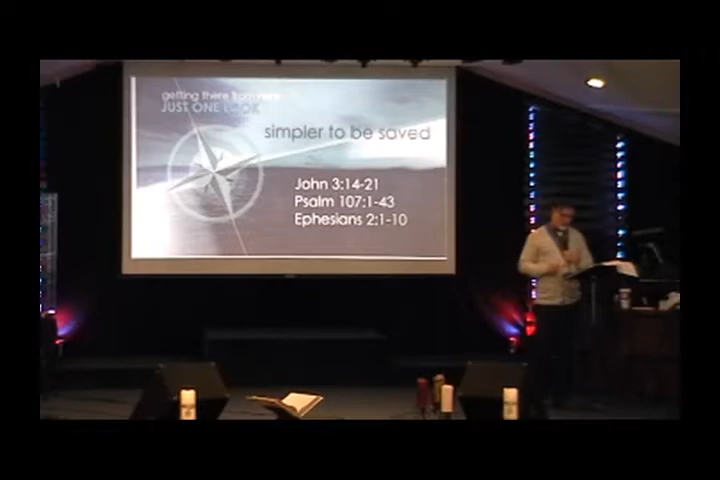 getting there from here
JUST ONE LOOK
simpler to be saved
John 3:14-21
Psalm 107:1-43
Ephesians 2:1-10